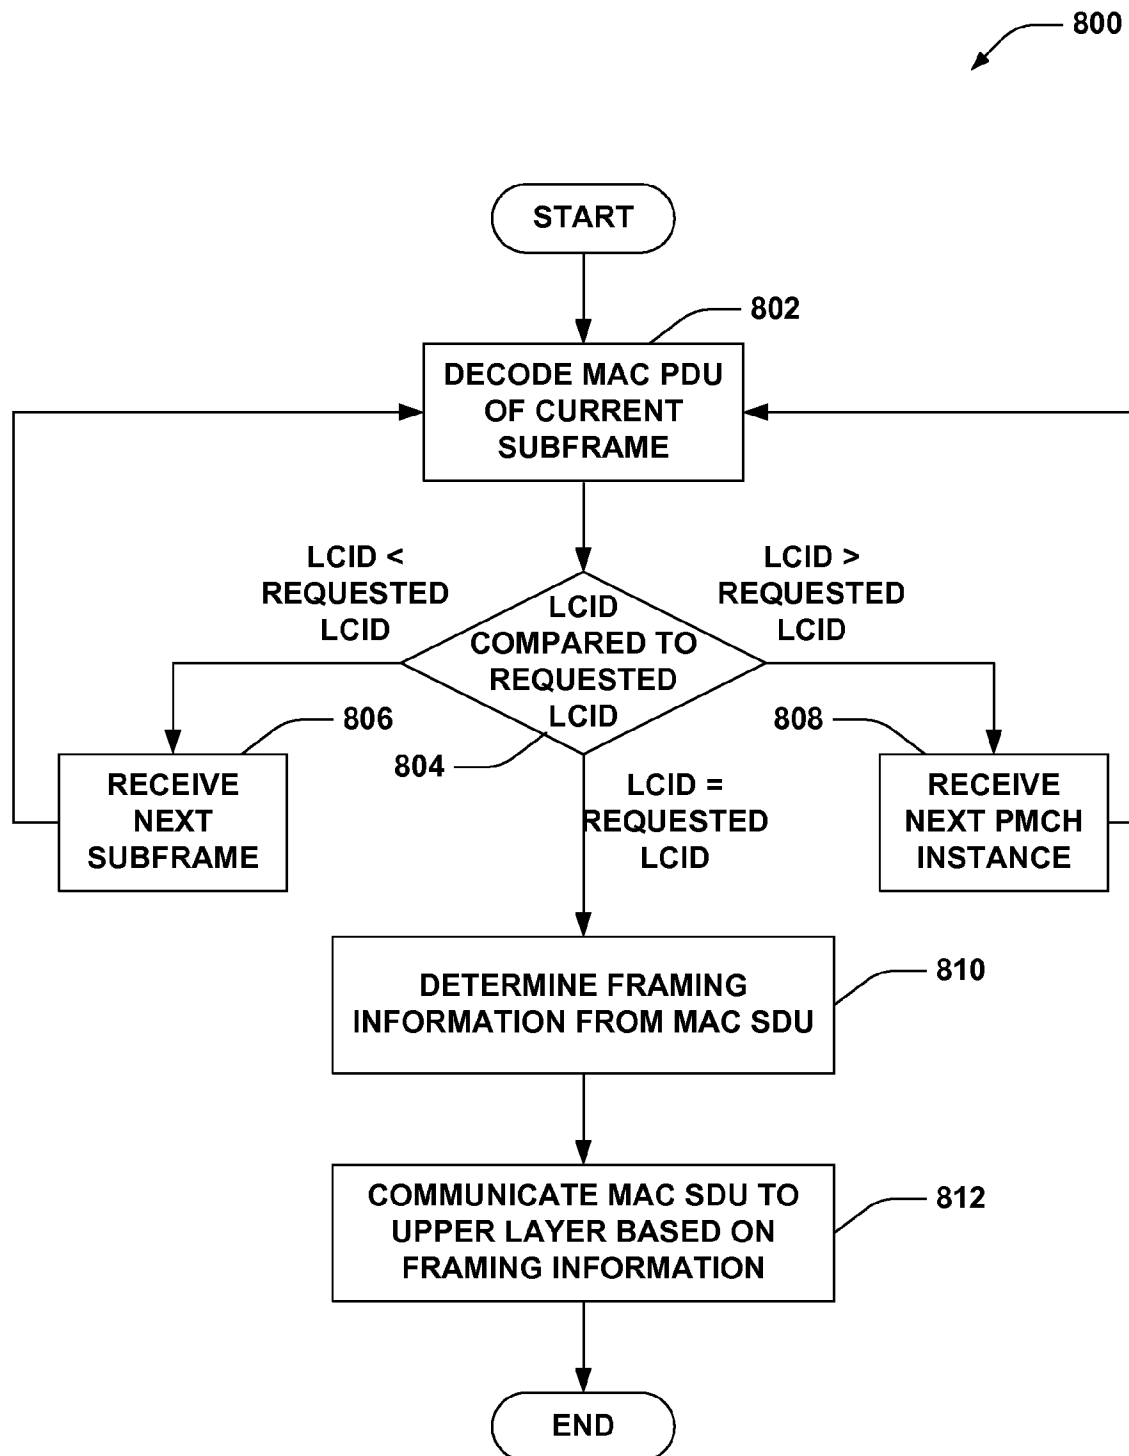 800
START
802
DECODE MAC PDU
OF CURRENT
SUBFRAME
LCID <
REQUESTED
LCID
LCID >
REQUESTED
LCID
LCID
COMPARED TO
REQUESTED
LCID
804
806
RECEIVE
NEXT
SUBFRAME
808
RECEIVE
NEXT PMCH
INSTANCE
LCID =
REQUESTED
LCID
810
DETERMINE FRAMING
INFORMATION FROM MAC SDU
812
COMMUNICATE MAC SDU TO
UPPER LAYER BASED ON
FRAMING INFORMATION
END